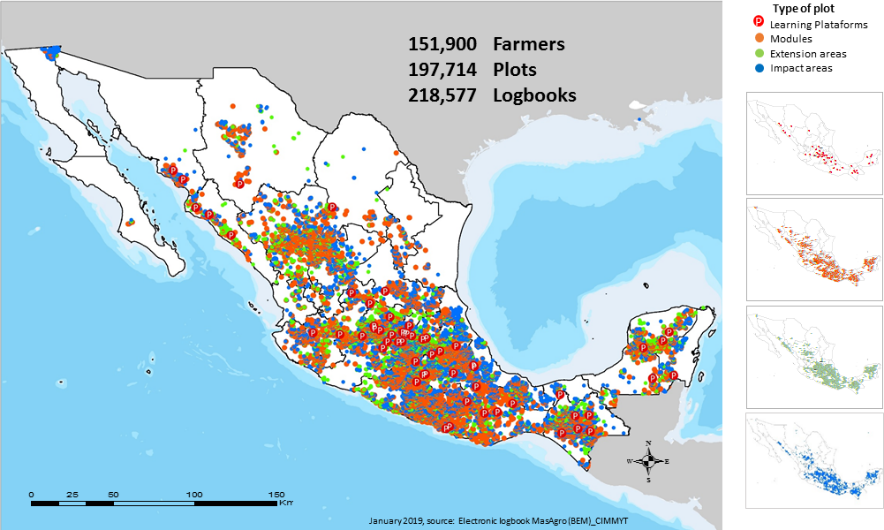 151,900 Farmers
197,714 Plots
218,577 Logbooks
Type of plot
P Learning Plataforms
Modules
Extension areas
Impact areas
N
W E
S
0 25 50 100 150
Km
January 2019, source: Electronic logbook MasAgro (BEM)_CIMMYT